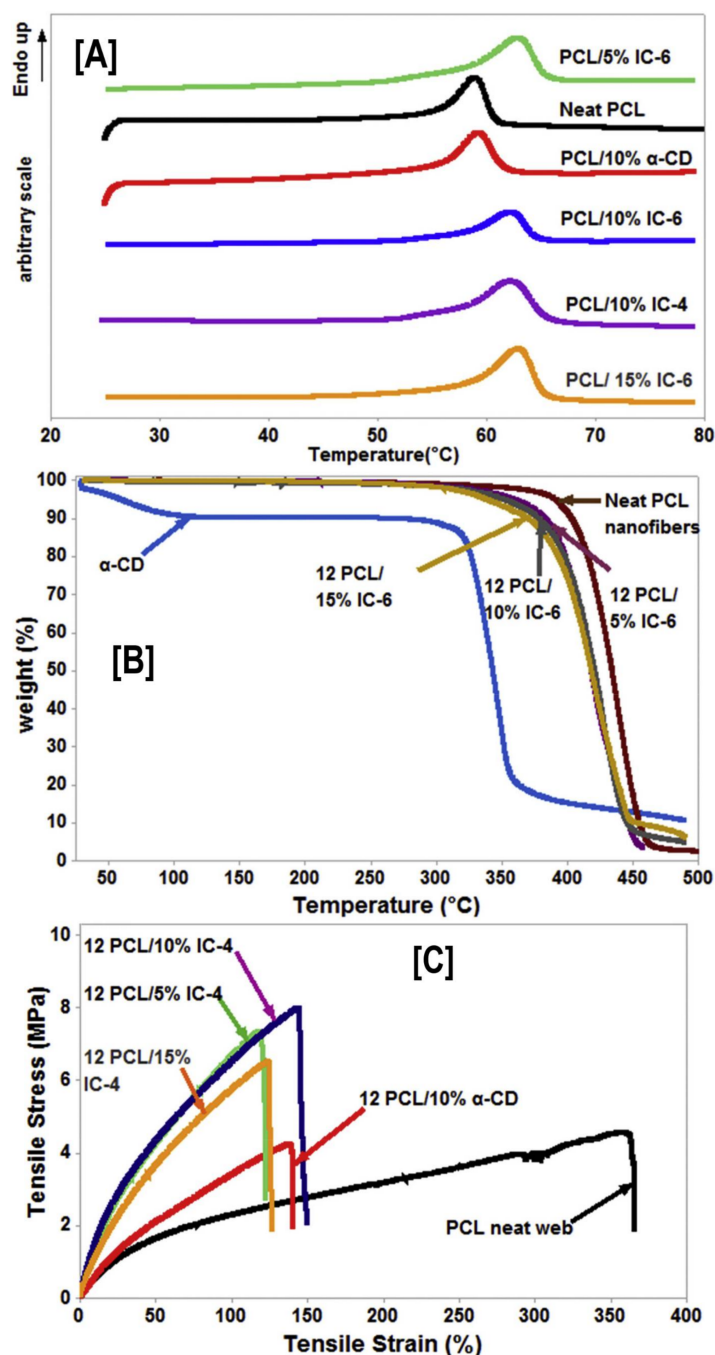 Endo up
arbitrary scale
[A]
PCL/5% IC-6
Neat PCL
PCL/10% α-CD
PCL/10% IC-6
PCL/10% IC-4
PCL/ 15% IC-6
20 30 40 50 60 70 80
Temperature(°C)
weight (%)
100
90
80
70
60
50
40
30
20
10
0
α-CD
[B]
12 PCL/
15% IC-6
12 PCL/
10% IC-6
12 PCL/
5% IC-6
Neat PCL
nanofibers
50 100 150 200 250 300 350 400 450 500
Temperature (°C)
Tensile Stress (MPa)
10
8
6
4
2
0
12 PCL/10% IC-4
12 PCL/5% IC-4
12 PCL/15%
IC-4
[C]
12 PCL/10% α-CD
PCL neat web
0 50 100 150 200 250 300 350 400
Tensile Strain (%)